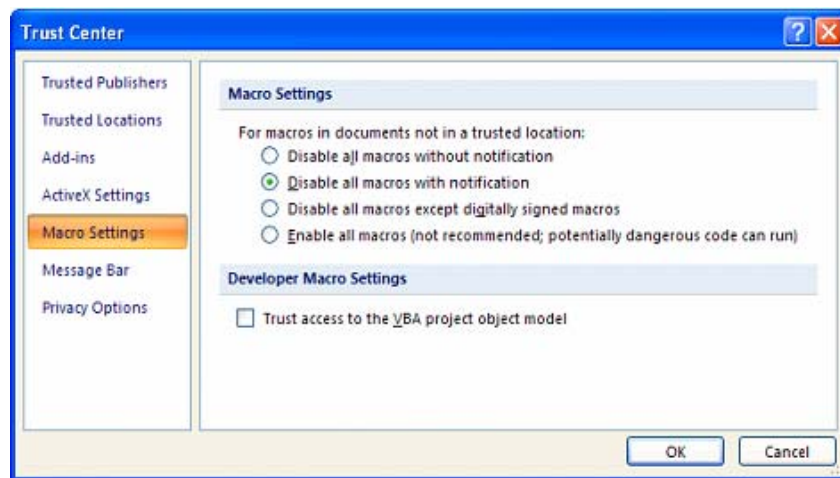 Trust Center
Trusted Publishers
Trusted Locations
Add-ins
ActiveX Settings
Macro Settings
Message Bar
Privacy Options
Macro Settings
For macros in documents not in a trusted location:
Disable all macros without notification
Disable all macros with notification
Disable all macros except digitally signed macros
Enable all macros (not recommended; potentially dangerous code can run)
Developer Macro Settings
Trust access to the VBA project object model
OK
Cancel